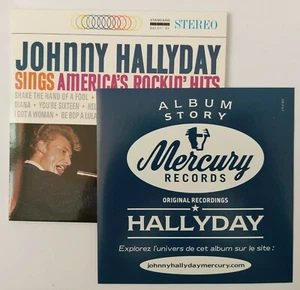 STEREO
JOHNNY HALLYDAY
SINGS AMERICA'S ROCKIN' HITS
SHAKE THE HAND OF A FOOL
DIANA • YOU'RE SIXTEEN •
I GOT A WOMAN • BE BOP A LULA
ALBUM
STORY
Mercury
RECORDS
ORIGINAL RECORDINGS
★ HALLYDAY ★
Explorez l'univers de cet album sur le site :
johnnyhallydaymercury.com